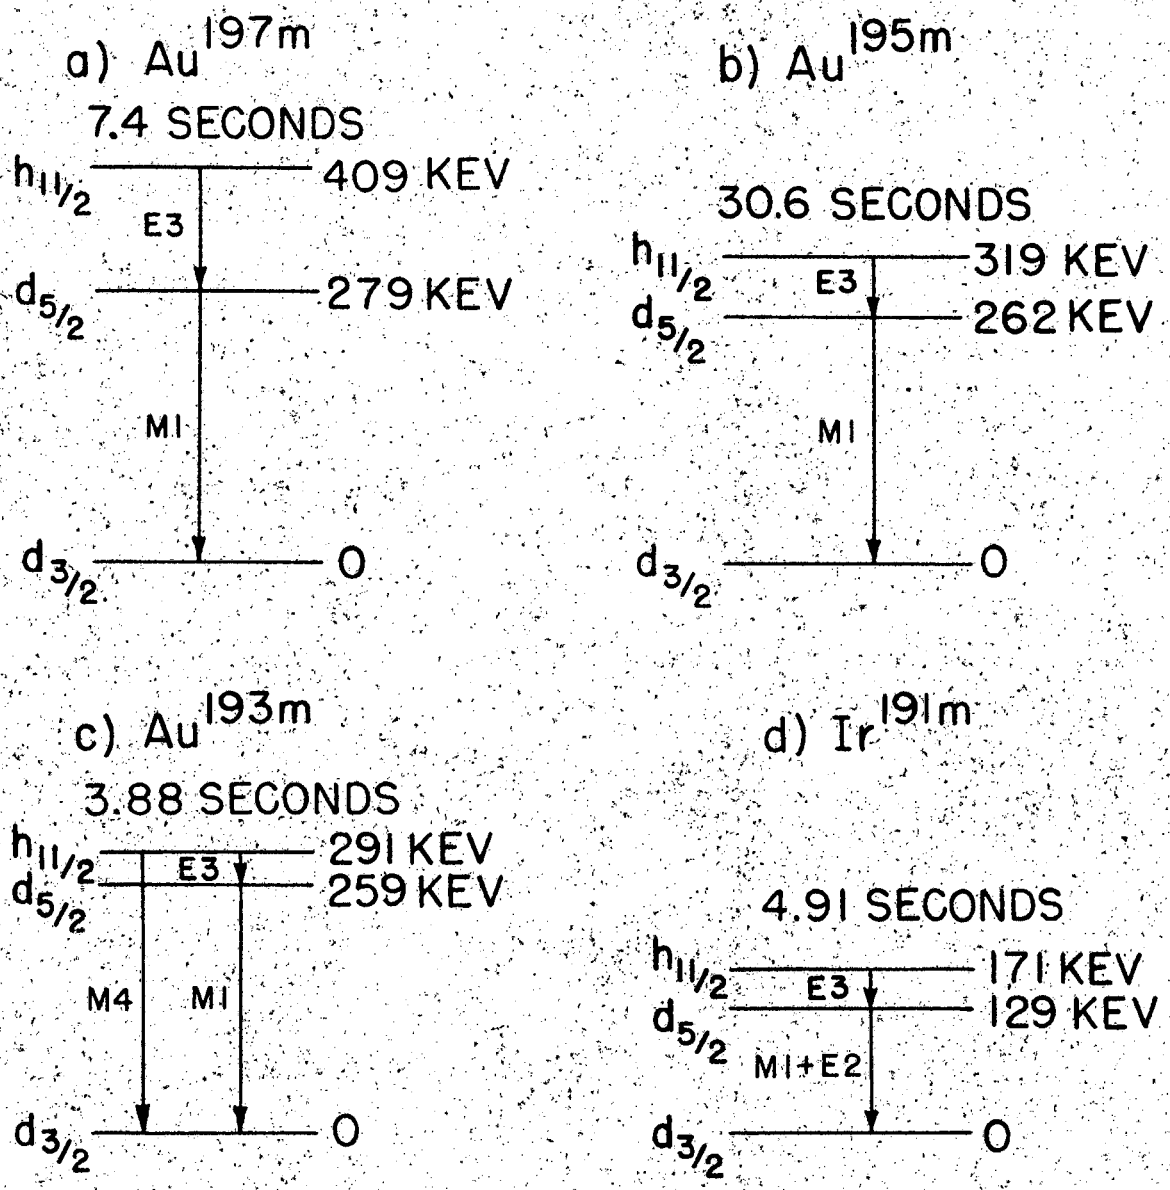 a) Au197m
7.4 SECONDS
h11/2 409 KEV
E3
d5/2 279 KEV
M1
d3/2 0
b) Au195m
30.6 SECONDS
h11/2 319 KEV
E3
d5/2 262 KEV
M1
d3/2 0
c) Au193m
3.88 SECONDS
h11/2 291 KEV
E3
d5/2 259 KEV
M4 M1
d3/2 0
d) Ir191m
4.91 SECONDS
h11/2 171 KEV
E3
d5/2 129 KEV
M1+E2
d3/2 0